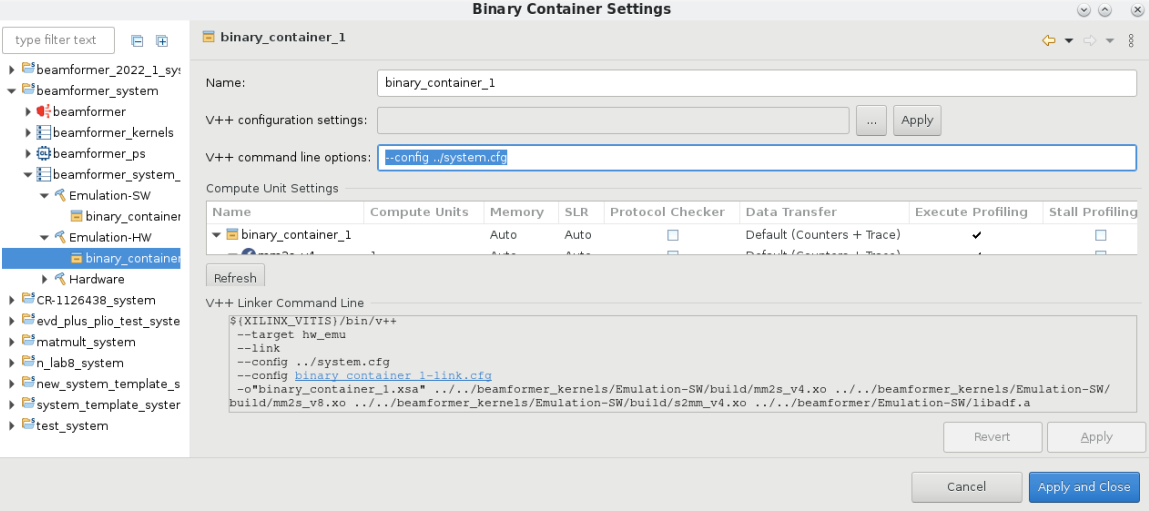 Binary Container Settings
type filter text
beamformer_2022_1_sys
beamformer_system
beamformer
beamformer_kernels
beamformer_ps
beamformer_system_
Emulation-SW
binary_container
Emulation-HW
binary_container
Hardware
CR-1126438_system
evd_plus_plio_test_syste
matmult_system
n_lab8_system
new_system_template_s
system_template_system
test_system
binary_container_1
Name: binary_container_1
V++ configuration settings: ... Apply
V++ command line options: --config ../system.cfg
Compute Unit Settings
Name Compute Units Memory SLR Protocol Checker Data Transfer Execute Profiling Stall Profiling
binary_container_1 Auto Auto Default (Counters + Trace)
mm2s_v4 1 Auto Auto Default (Counters + Trace)
Refresh
V++ Linker Command Line
${XILINX_VITIS}/bin/v++
--target hw_emu
--link
--config ../system.cfg
--config binary_container_1-link.cfg
-o"binary_container_1.xsa" ../../beamformer_kernels/Emulation-SW/build/mm2s_v4.xo ../../beamformer_kernels/Emulation-SW/
build/mm2s_v8.xo ../../beamformer_kernels/Emulation-SW/build/s2mm_v4.xo ../../beamformer/Emulation-SW/libadf.a
Revert Apply
Cancel Apply and Close